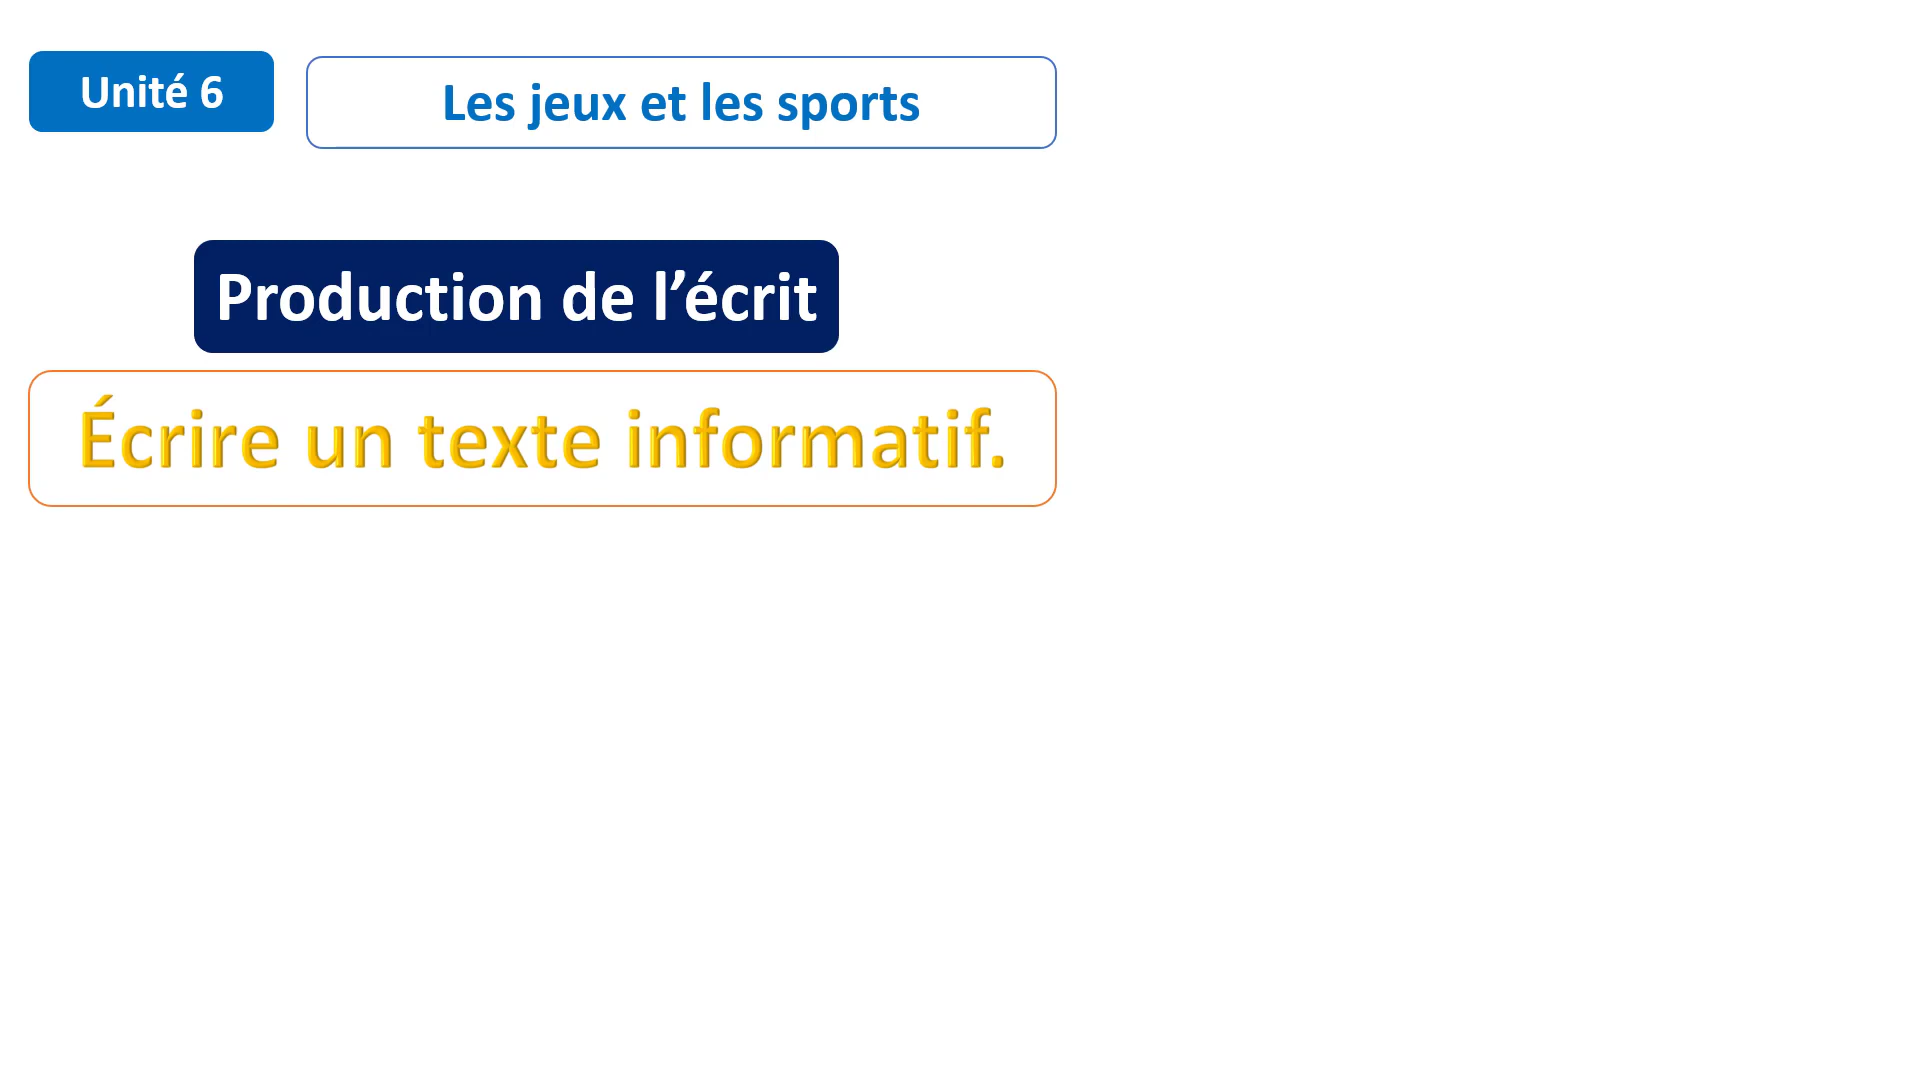 Unité 6
Les jeux et les sports
Production de l’écrit
Écrire un texte informatif.